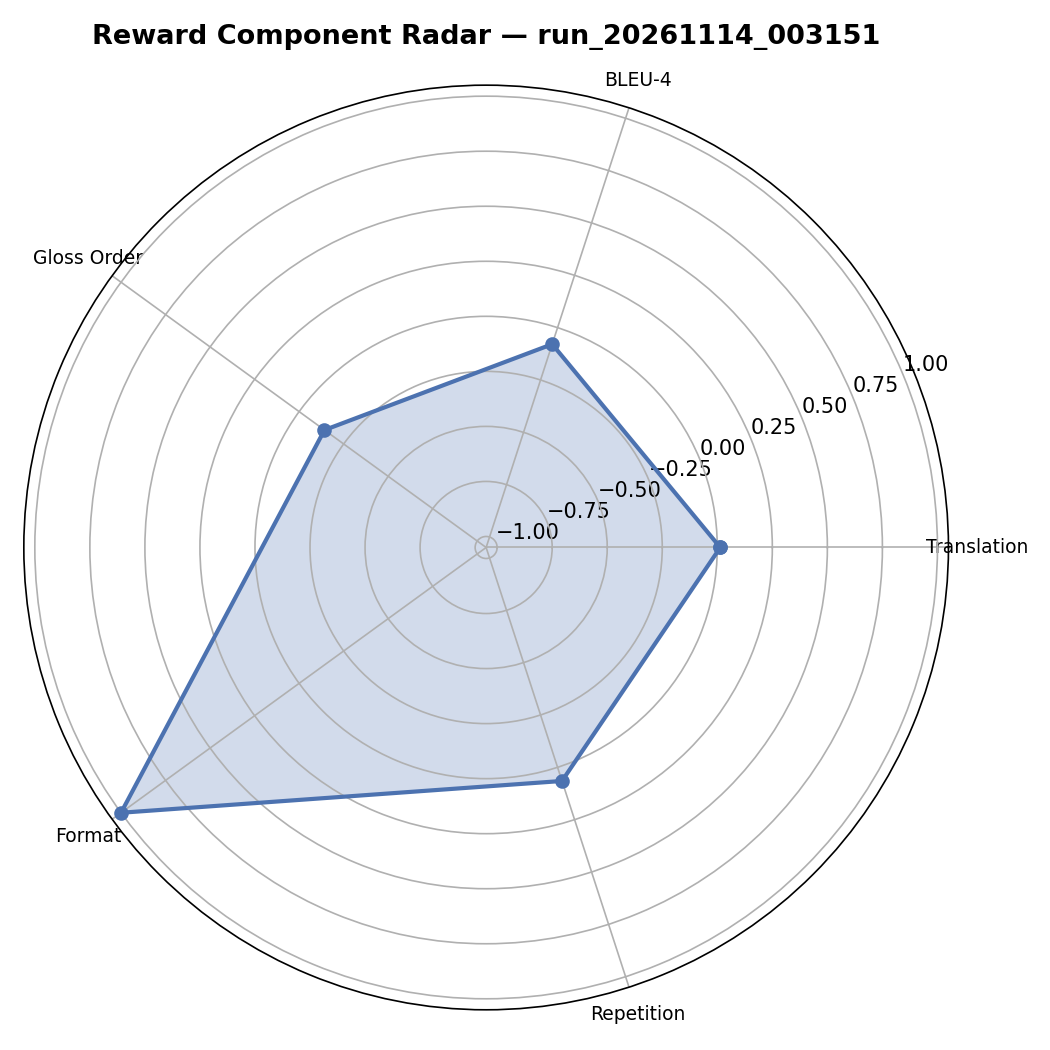 Reward Component Radar — run_20261114_003151
BLEU-4
Gloss Order
1.00
0.75
0.50
0.25
0.00
−0.25
−0.50
−0.75
−1.00
Translation
Format
Repetition